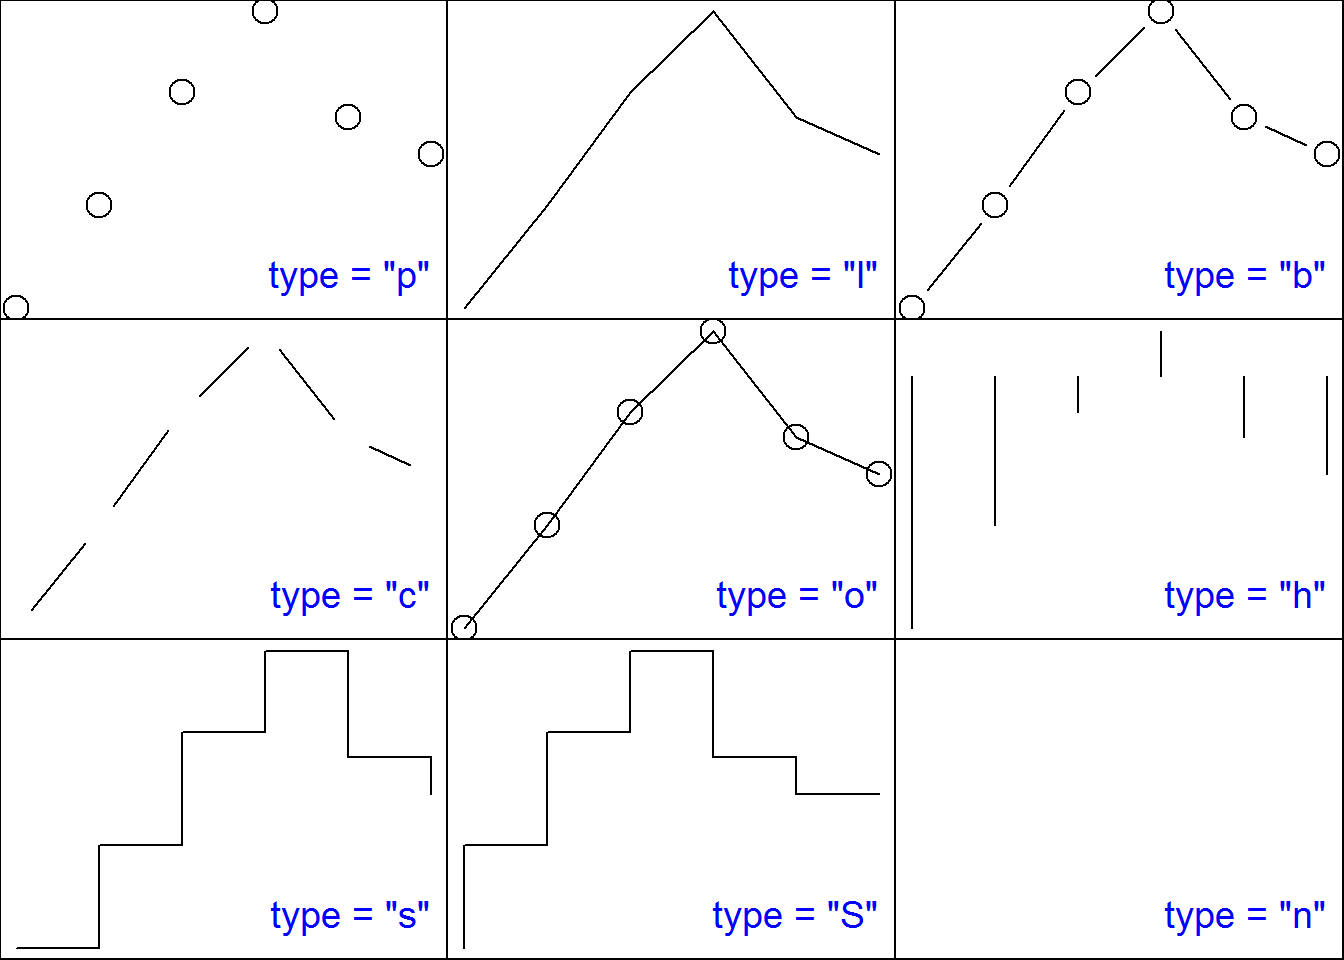 type = "p"
type = "l"
type = "b"
type = "c"
type = "o"
type = "h"
type = "s"
type = "S"
type = "n"